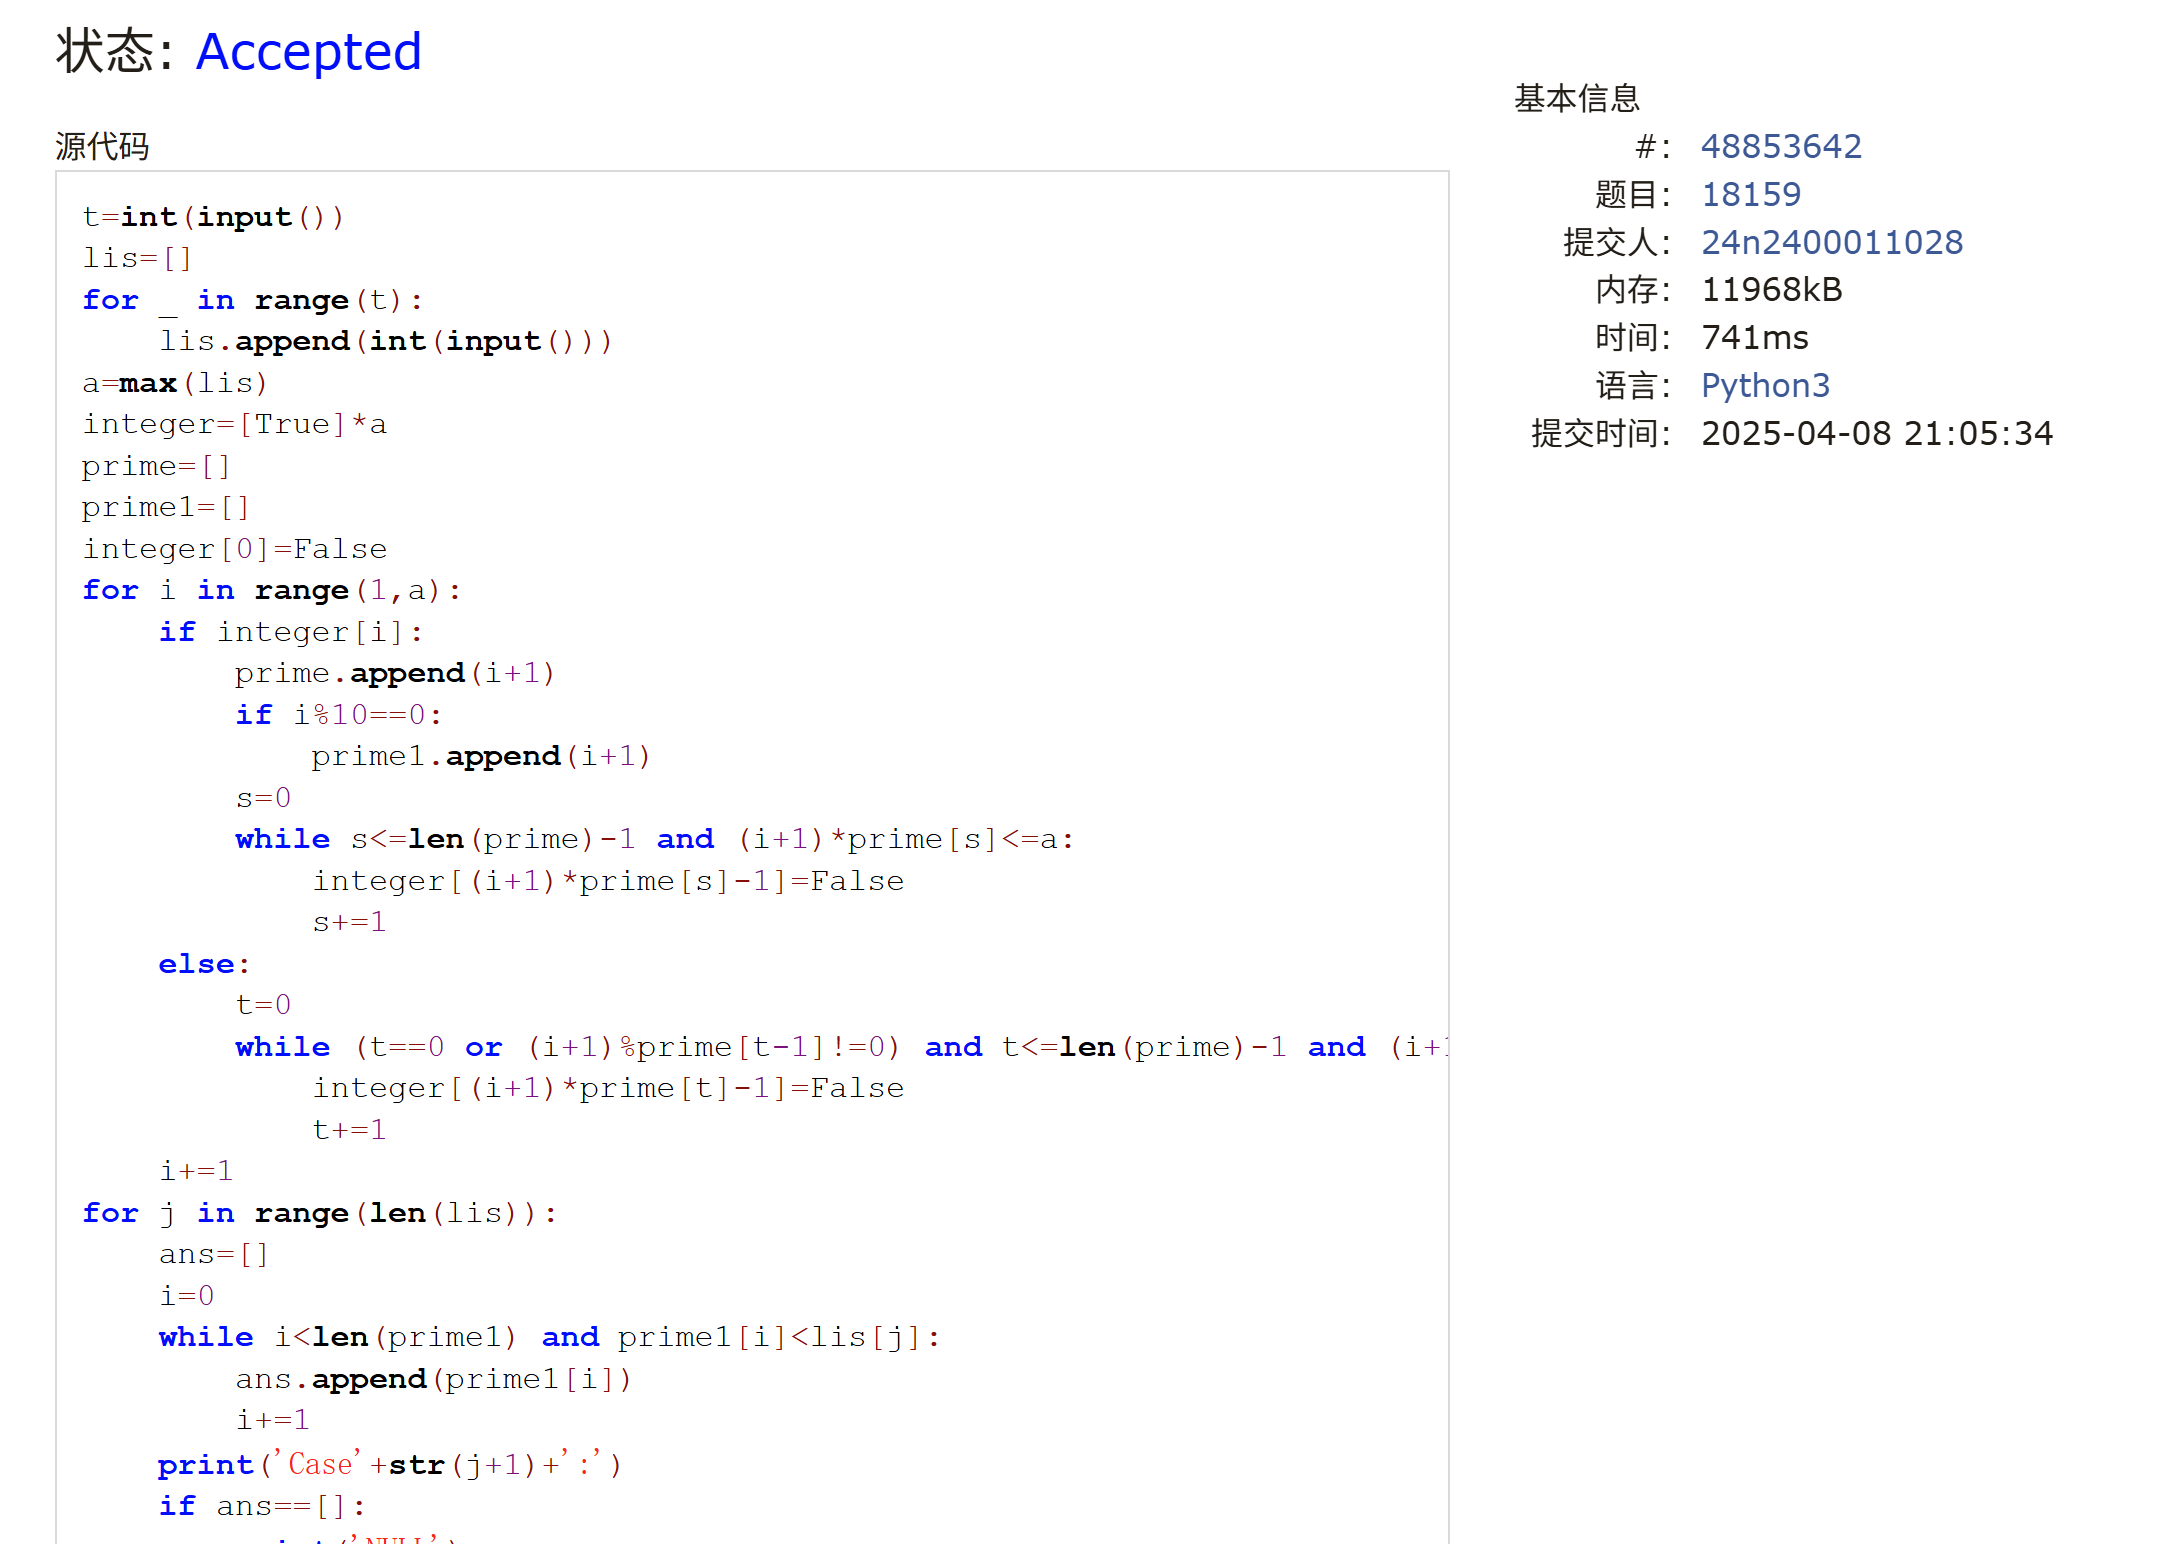 状态: Accepted
源代码
t=int(input())
lis=[]
for _ in range(t):
    lis.append(int(input()))
a=max(lis)
integer=[True]*a
prime=[]
prime1=[]
integer[0]=False
for i in range(1,a):
    if integer[i]:
        prime.append(i+1)
        if i%10==0:
            prime1.append(i+1)
        s=0
        while s<=len(prime)-1 and (i+1)*prime[s]<=a:
            integer[(i+1)*prime[s]-1]=False
            s+=1
    else:
        t=0
        while (t==0 or (i+1)%prime[t-1]!=0) and t<=len(prime)-1 and (i+1
            integer[(i+1)*prime[t]-1]=False
            t+=1
    i+=1
for j in range(len(lis)):
    ans=[]
    i=0
    while i<len(prime1) and prime1[i]<lis[j]:
        ans.append(prime1[i])
        i+=1
    print('Case'+str(j+1)+':')
    if ans==[]:
基本信息
#: 48853642
题目: 18159
提交人: 24n2400011028
内存: 11968kB
时间: 741ms
语言: Python3
提交时间: 2025-04-08 21:05:34